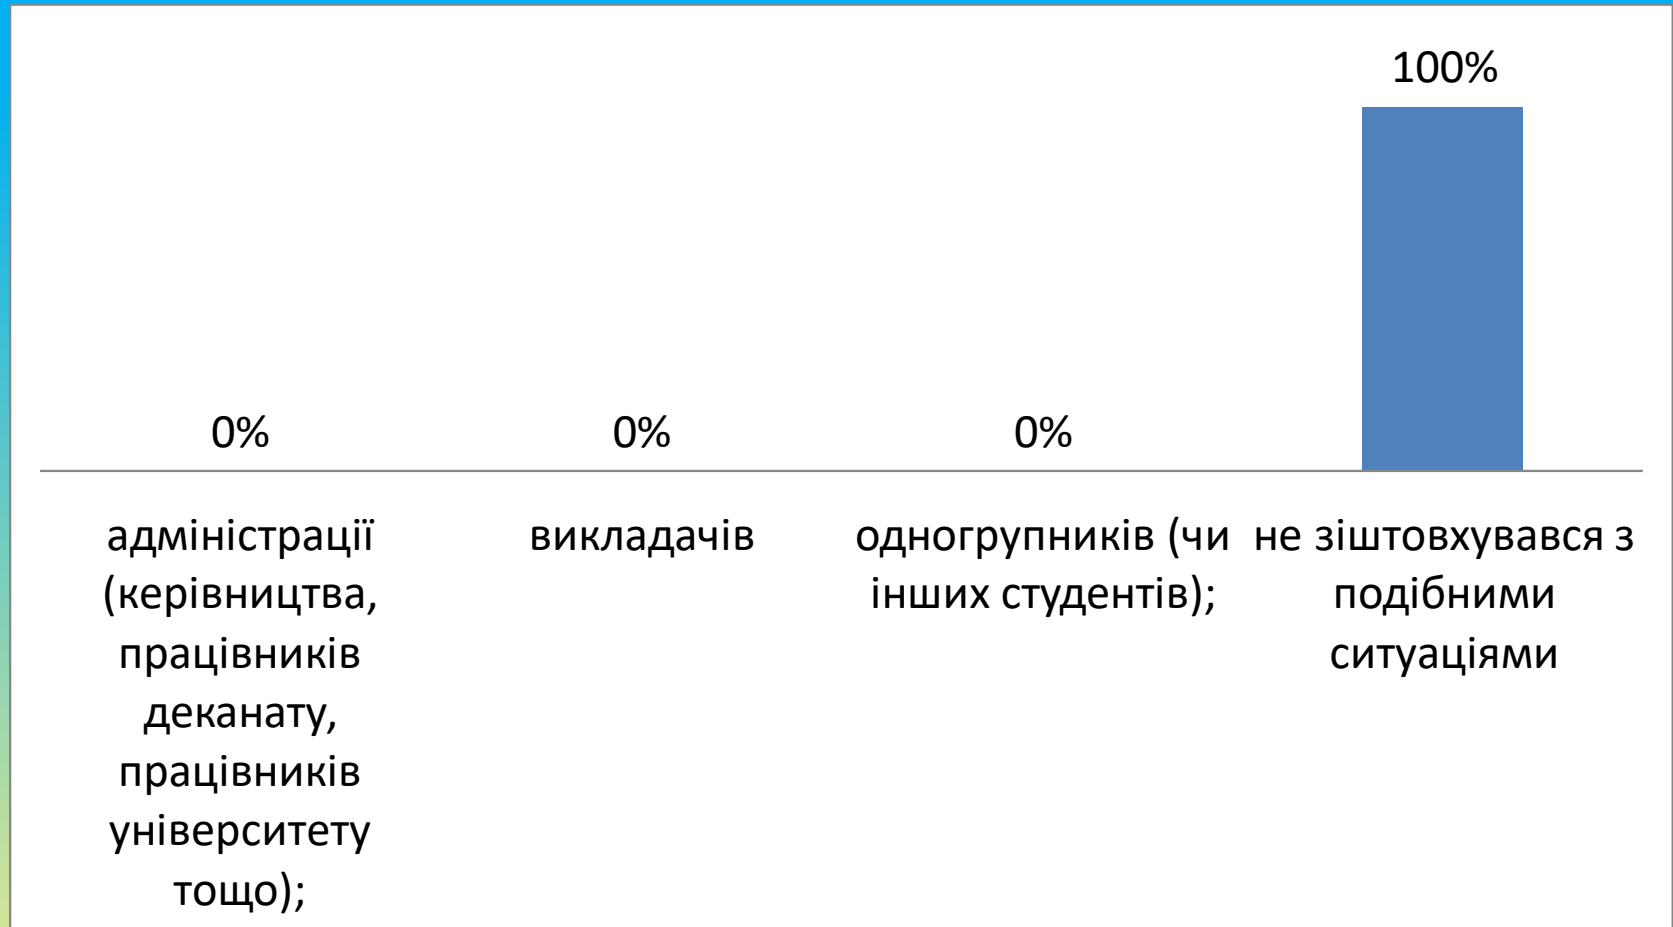 100%
0%
0%
0%
адміністрації
(керівництва,
працівників
деканату,
працівників
університету
тощо);
викладачів
одногрупників (чи
інших студентів);
не зіштовхувався з
подібними
ситуаціями